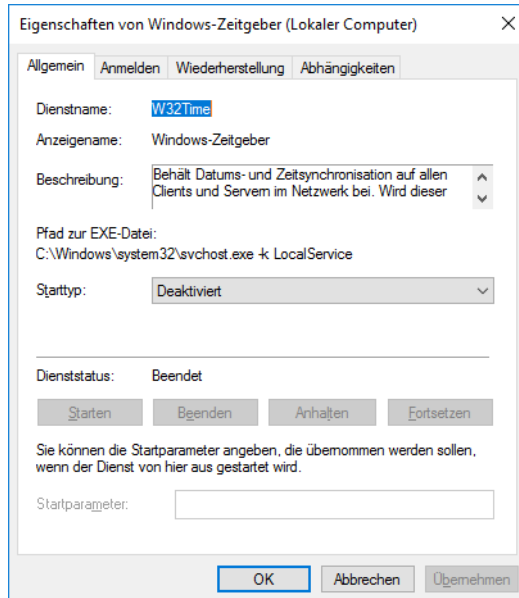 Eigenschaften von Windows-Zeitgeber (Lokaler Computer)
Allgemein Anmelden Wiederherstellung Abhängigkeiten
Dienstname: W32Time
Anzeigename: Windows-Zeitgeber
Beschreibung: Behält Datums- und Zeitsynchronisation auf allen
Clients und Servern im Netzwerk bei. Wird dieser
Pfad zur EXE-Datei:
C:\Windows\system32\svchost.exe -k LocalService
Starttyp: Deaktiviert
Dienststatus: Beendet
Starten Beenden Anhalten Fortsetzen
Sie können die Startparameter angeben, die übernommen werden sollen,
wenn der Dienst von hier aus gestartet wird.
Startparameter:
OK Abbrechen Übernehmen